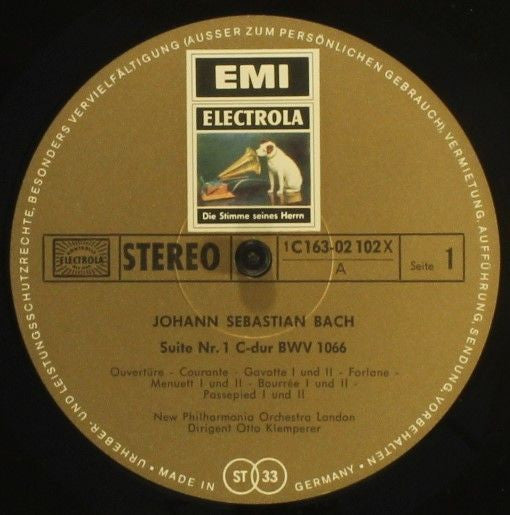 URHEBER- UND LEISTUNGSSCHUTZRECHTE, BESONDERS VERVIELFÄLTIGUNG (AUSSER ZUM PERSÖNLICHEN GEBRAUCH), VERMIETUNG, AUFFÜHRUNG, SENDUNG, VORBEHALTEN
EMI
ELECTROLA
Die Stimme seines Herrn
ELECTROLA
STEREO
1C163-02 102X
A
Seite 1
JOHANN SEBASTIAN BACH
Suite Nr. 1 C-dur BWV 1066
Ouvertüre - Courante - Gavotte I und II - Forlane -
Menuett I und II - Bourrée I und II -
Passepied I und II
New Philharmonia Orchestra London
Dirigent Otto Klemperer
• MADE IN GERMANY •
ST 33